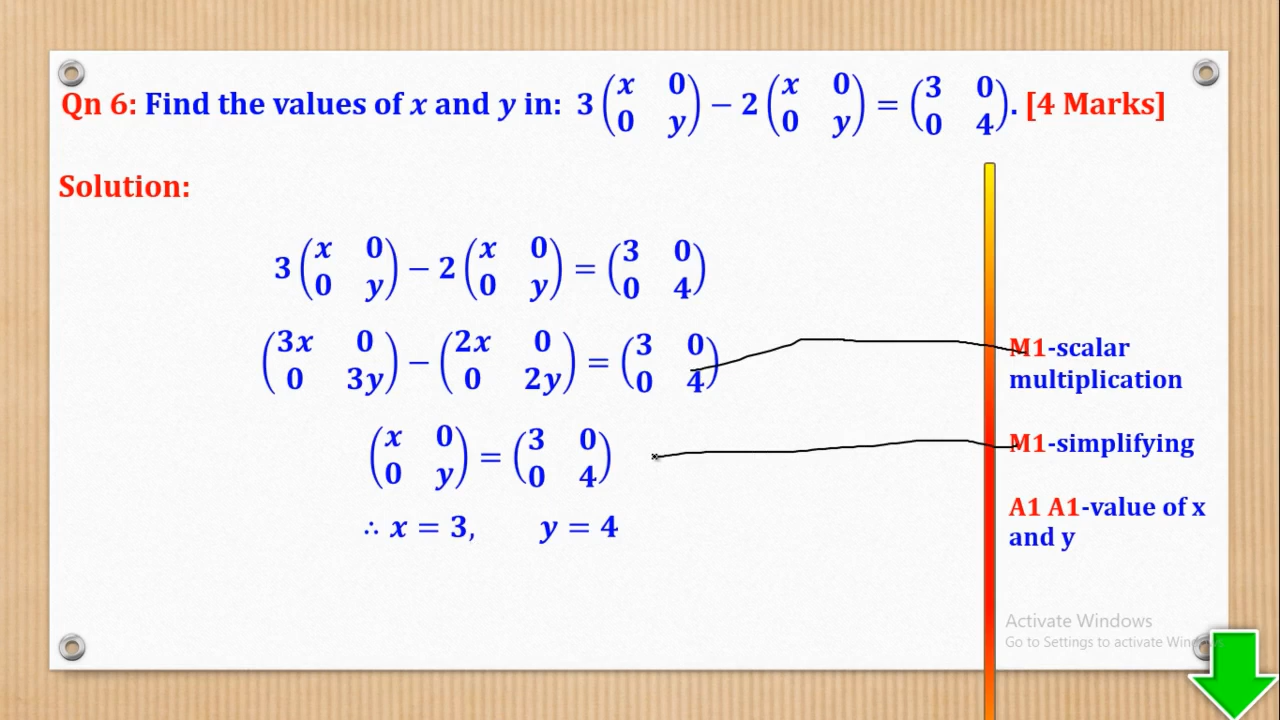 Qn 6: Find the values of x and y in: 3 (x 0 / 0 y) − 2 (x 0 / 0 y) = (3 0 / 0 4). [4 Marks]
Solution:
3 (x 0 / 0 y) − 2 (x 0 / 0 y) = (3 0 / 0 4)
(3x 0 / 0 3y) − (2x 0 / 0 2y) = (3 0 / 0 4)
M1-scalar
multiplication
(x 0 / 0 y) = (3 0 / 0 4)
M1-simplifying
∴ x = 3, y = 4
A1 A1-value of x
and y
Activate Windows
Go to Settings to activate Windows.